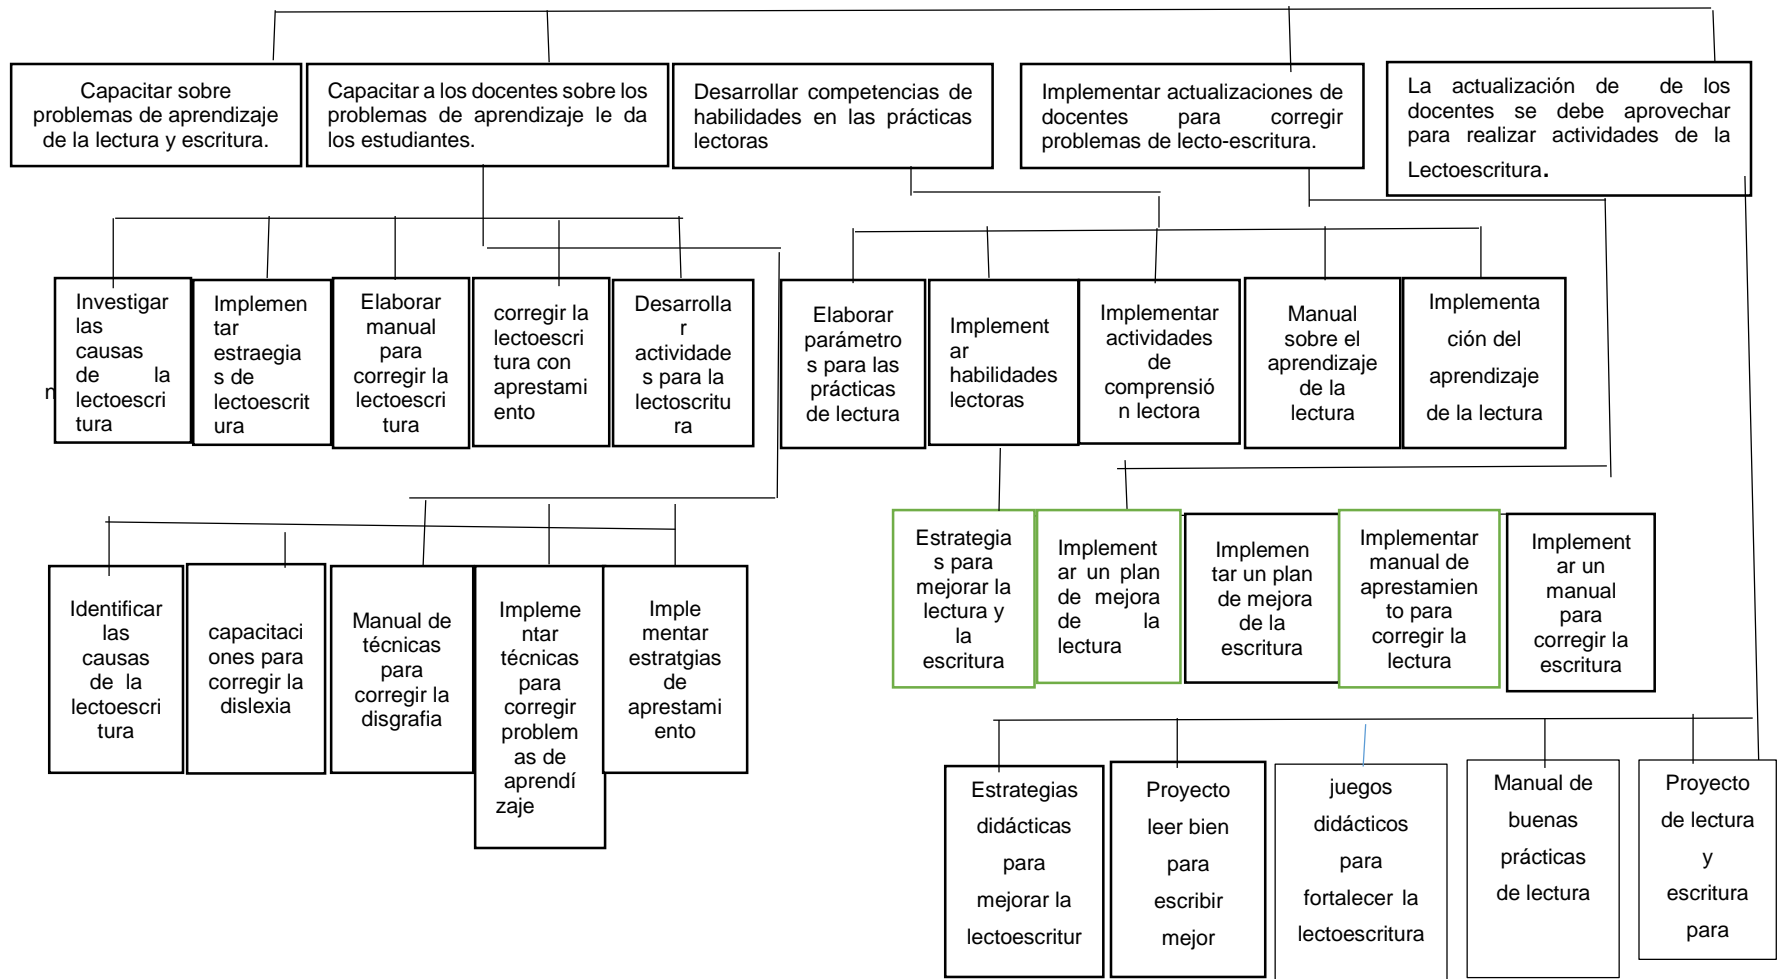 Capacitar sobre
problemas de aprendizaje
de la lectura y escritura.
Capacitar a los docentes sobre los
problemas de aprendizaje le da
los estudiantes.
Desarrollar competencias de
habilidades en las prácticas
lectoras
Implementar actualizaciones de
docentes para corregir
problemas de lecto-escritura.
La actualización de de los
docentes se debe aprovechar
para realizar actividades de la
Lectoescritura.
Investigar
las
causas
de la
lectoescri
tura
Implemen
tar
estraegia
s de
lectoescrit
ura
Elaborar
manual
para
corregir la
lectoescri
tura
corregir la
lectoescri
tura con
aprestami
ento
Desarrolla
r
actividade
s para la
lectoscritu
ra
Elaborar
parámetro
s para las
prácticas
de lectura
Implement
ar
habilidades
lectoras
Implementar
actividades
de
comprensió
n lectora
Manual
sobre el
aprendizaje
de la
lectura
Implementa
ción del
aprendizaje
de la lectura
Identificar
las
causas
de la
lectoescri
tura
capacitaci
ones para
corregir la
dislexia
Manual de
técnicas
para
corregir la
disgrafia
Impleme
ntar
técnicas
para
corregir
problem
as de
aprendí
zaje
Imple
mentar
estratgias
de
aprestami
ento
Estrategia
s para
mejorar la
lectura y
la
escritura
Implement
ar un plan
de mejora
de la
lectura
Implemen
tar un plan
de mejora
de la
escritura
Implementar
manual de
aprestamien
to para
corregir la
lectura
Implement
ar un
manual
para
corregir la
escritura
Estrategias
didácticas
para
mejorar la
lectoescritur
Proyecto
leer bien
para
escribir
mejor
juegos
didácticos
para
fortalecer la
lectoescritura
Manual de
buenas
prácticas
de lectura
Proyecto
de lectura
y
escritura
para